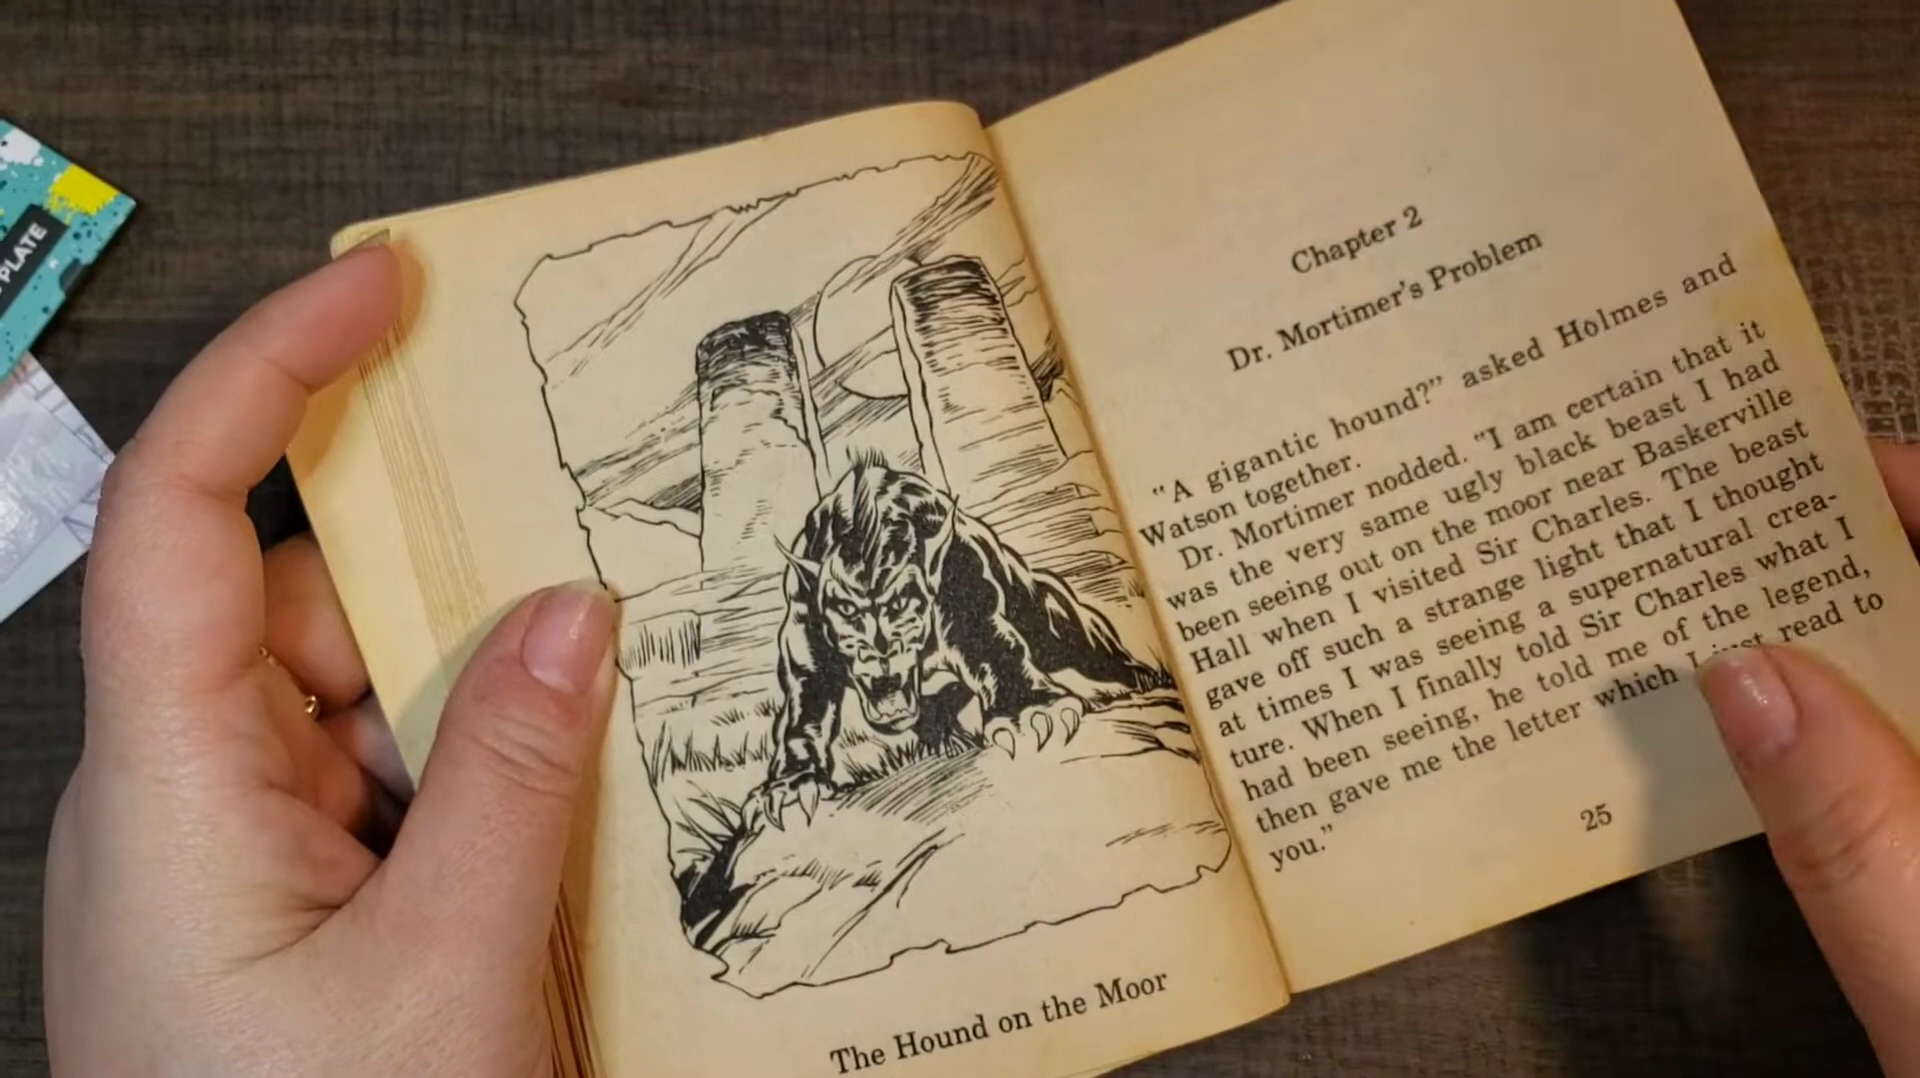 PLATE
The Hound on the Moor
Chapter 2
Dr. Mortimer's Problem
"A gigantic hound?" asked Holmes and
Watson together.
Dr. Mortimer nodded. "I am certain that it
was the very same ugly black beast I had
been seeing out on the moor near Baskerville
Hall when I visited Sir Charles. The beast
gave off such a strange light that I thought
at times I was seeing a supernatural crea-
ture. When I finally told Sir Charles what I
had been seeing, he told me of the legend,
then gave me the letter which I just read to
you."
25